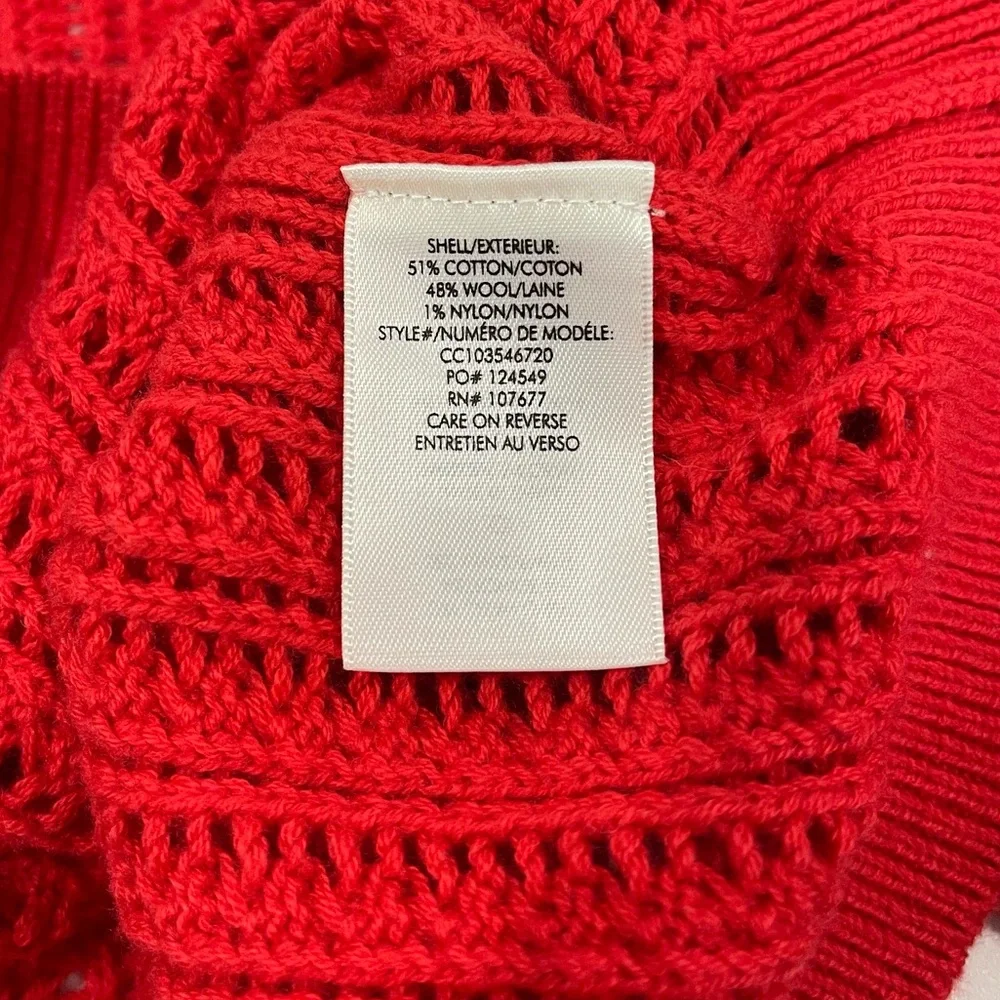 SHELL/EXTERIEUR:
51% COTTON/COTON
48% WOOL/LAINE
1% NYLON/NYLON
STYLE#/NUMÉRO DE MODÉLE:
CC103546720
PO# 124549
RN# 107677
CARE ON REVERSE
ENTRETIEN AU VERSO